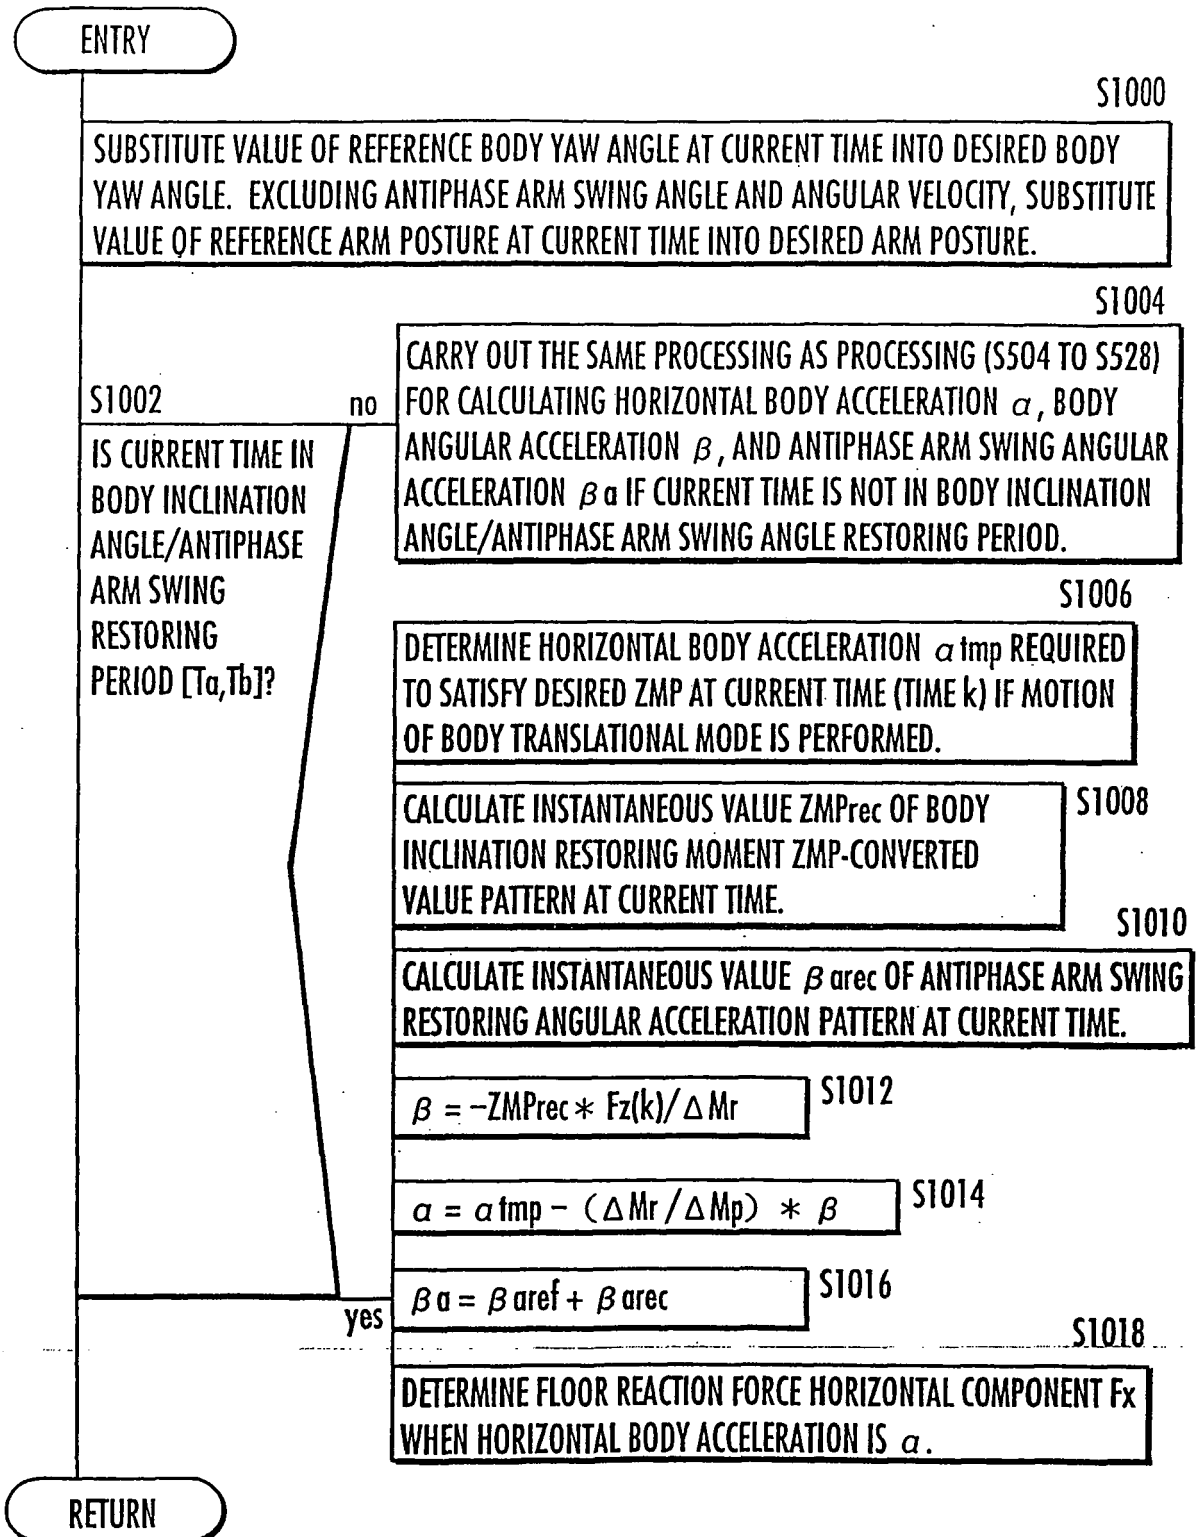 ENTRY
S1000
SUBSTITUTE VALUE OF REFERENCE BODY YAW ANGLE AT CURRENT TIME INTO DESIRED BODY
YAW ANGLE. EXCLUDING ANTIPHASE ARM SWING ANGLE AND ANGULAR VELOCITY, SUBSTITUTE
VALUE OF REFERENCE ARM POSTURE AT CURRENT TIME INTO DESIRED ARM POSTURE.
S1002
IS CURRENT TIME IN
BODY INCLINATION
ANGLE/ANTIPHASE
ARM SWING
RESTORING
PERIOD [Ta,Tb]?
no
S1004
CARRY OUT THE SAME PROCESSING AS PROCESSING (S504 TO S528)
FOR CALCULATING HORIZONTAL BODY ACCELERATION α, BODY
ANGULAR ACCELERATION β, AND ANTIPHASE ARM SWING ANGULAR
ACCELERATION βa IF CURRENT TIME IS NOT IN BODY INCLINATION
ANGLE/ANTIPHASE ARM SWING ANGLE RESTORING PERIOD.
S1006
DETERMINE HORIZONTAL BODY ACCELERATION αtmp REQUIRED
TO SATISFY DESIRED ZMP AT CURRENT TIME (TIME k) IF MOTION
OF BODY TRANSLATIONAL MODE IS PERFORMED.
S1008
CALCULATE INSTANTANEOUS VALUE ZMPrec OF BODY
INCLINATION RESTORING MOMENT ZMP-CONVERTED
VALUE PATTERN AT CURRENT TIME.
S1010
CALCULATE INSTANTANEOUS VALUE βarec OF ANTIPHASE ARM SWING
RESTORING ANGULAR ACCELERATION PATTERN AT CURRENT TIME.
β = -ZMPrec * Fz(k)/ΔMr
S1012
α = αtmp - (ΔMr/ΔMp) * β
S1014
βa = βaref + βarec
S1016
yes
S1018
DETERMINE FLOOR REACTION FORCE HORIZONTAL COMPONENT Fx
WHEN HORIZONTAL BODY ACCELERATION IS α.
RETURN